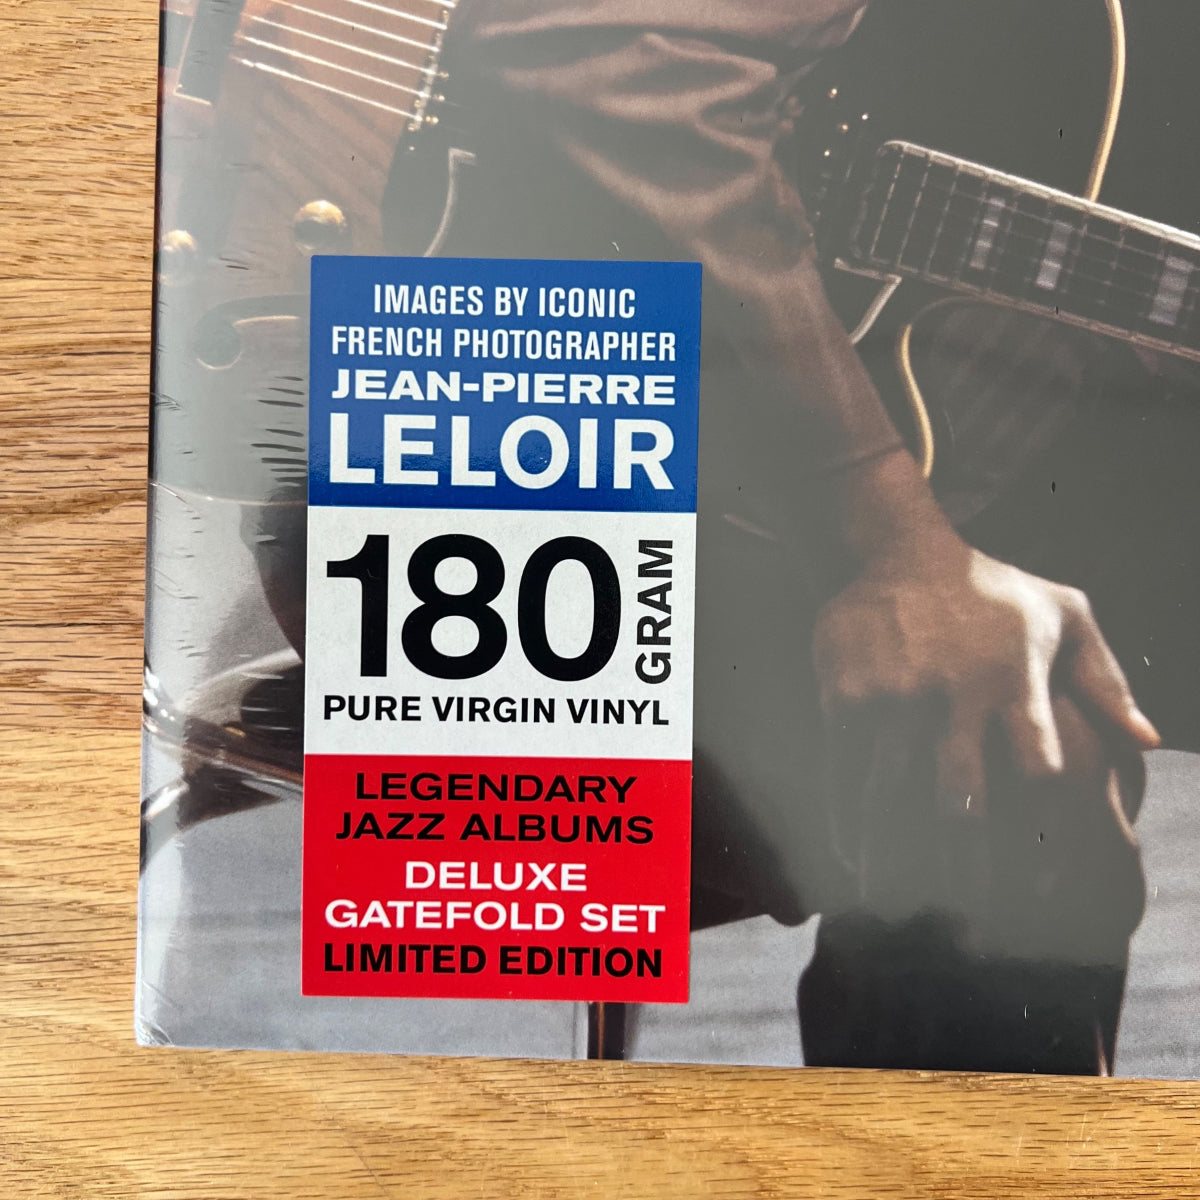 IMAGES BY ICONIC
FRENCH PHOTOGRAPHER
JEAN-PIERRE
LELOIR
180
GRAM
PURE VIRGIN VINYL
LEGENDARY
JAZZ ALBUMS
DELUXE
GATEFOLD SET
LIMITED EDITION